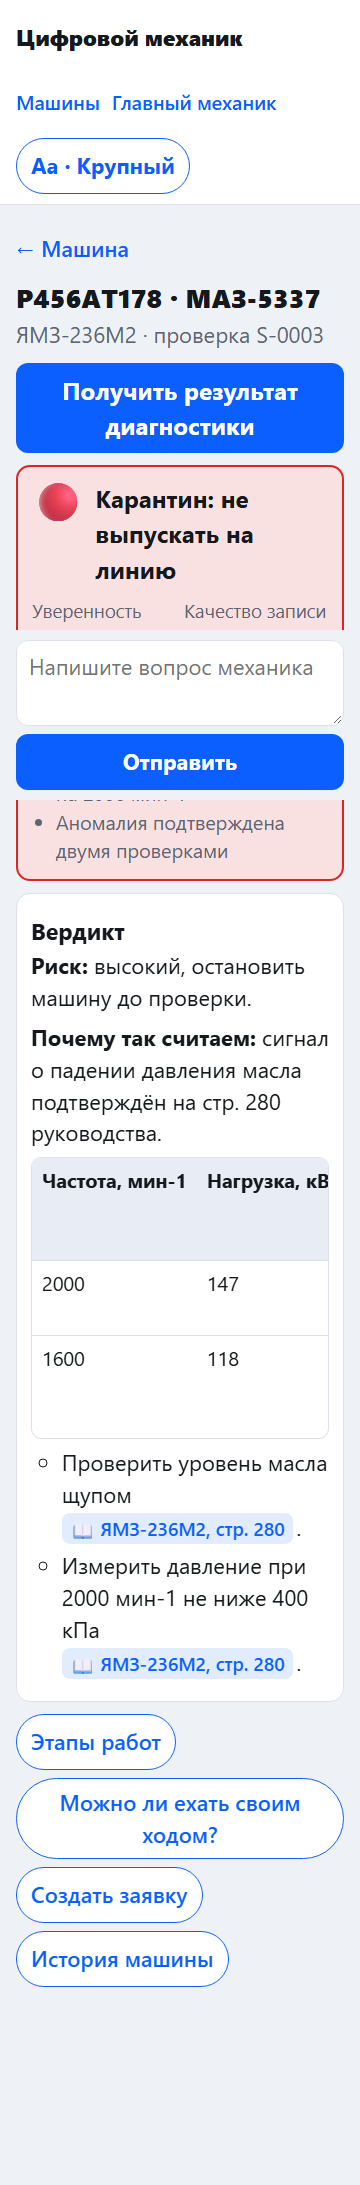 Цифровой механик
Машины Главный механик
Aa · Крупный
← Машина
Р456АТ178 · МАЗ-5337
ЯМЗ-236М2 · проверка S-0003
Получить результат
диагностики
Карантин: не
выпускать на
линию
Уверенность Качество записи
Напишите вопрос механика
Отправить
Аномалия подтверждена
двумя проверками
Вердикт
Риск: высокий, остановить
машину до проверки.
Почему так считаем: сигнал
о падении давления масла
подтверждён на стр. 280
руководства.
Частота, мин-1 Нагрузка, кВ
2000 147
1600 118
Проверить уровень масла
щупом
ЯМЗ-236М2, стр. 280 .
Измерить давление при
2000 мин-1 не ниже 400
кПа
ЯМЗ-236М2, стр. 280 .
Этапы работ
Можно ли ехать своим
ходом?
Создать заявку
История машины